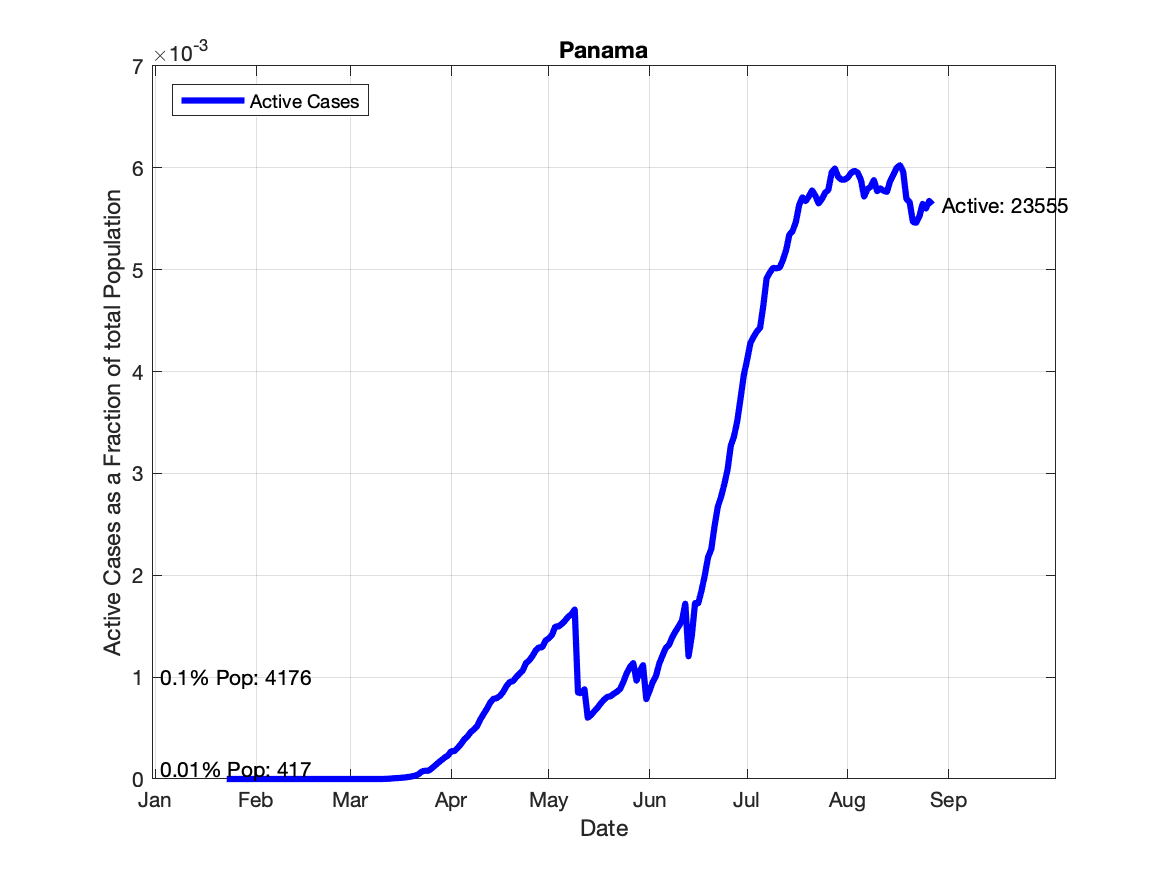 Panama
×10-3
7
Active Cases
6
Active: 23555
5
4
3
2
1
0.1% Pop: 4176
0
0.01% Pop: 417
Active Cases as a Fraction of total Population
Jan Feb Mar Apr May Jun Jul Aug Sep
Date